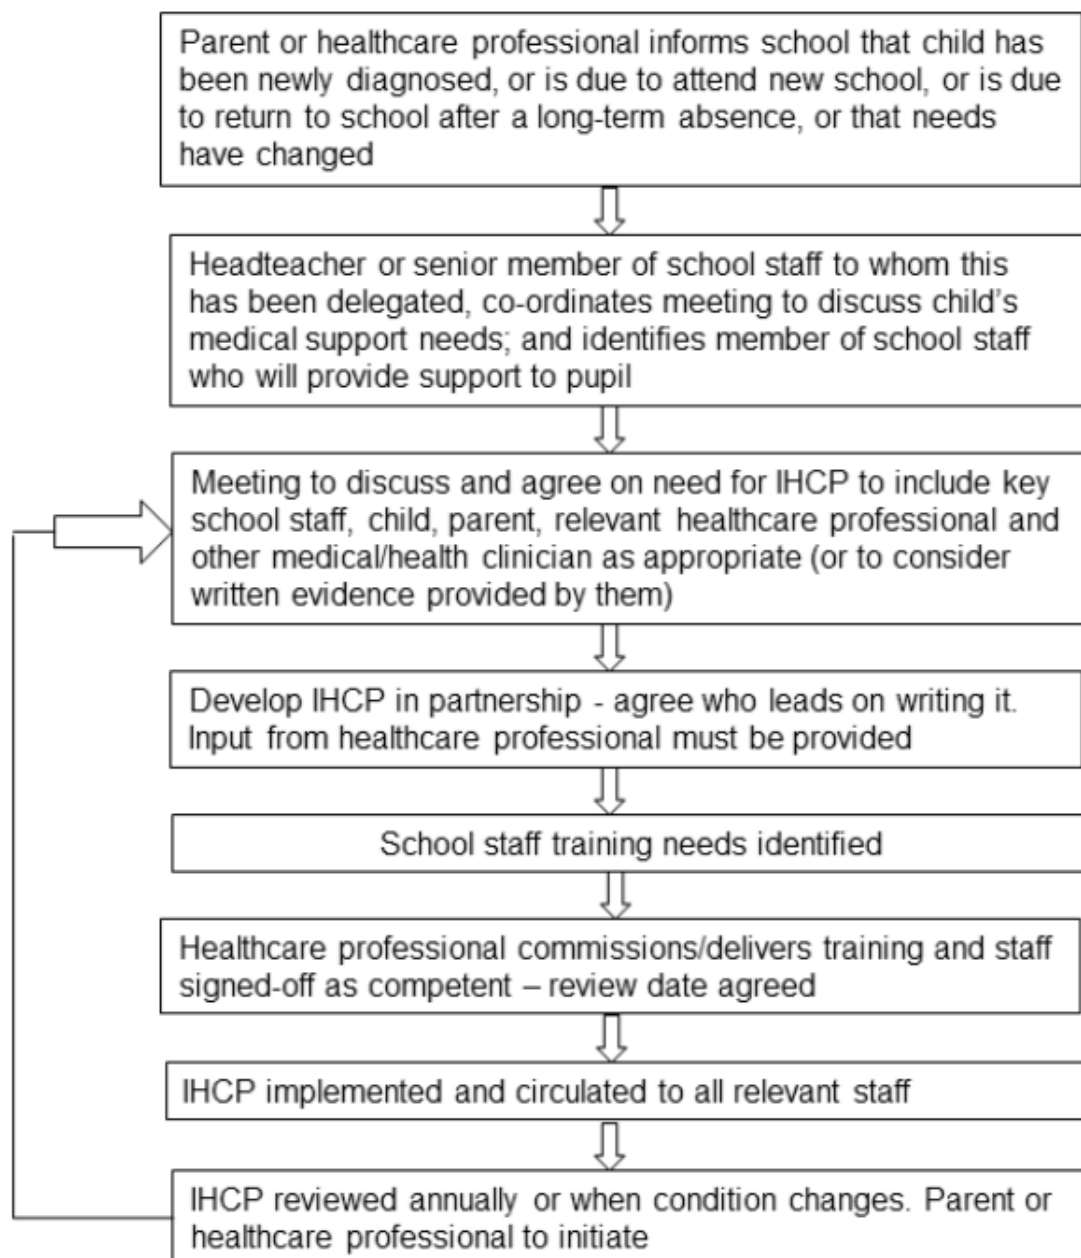 Parent or healthcare professional informs school that child has
been newly diagnosed, or is due to attend new school, or is due
to return to school after a long-term absence, or that needs
have changed
Headteacher or senior member of school staff to whom this
has been delegated, co-ordinates meeting to discuss child's
medical support needs; and identifies member of school staff
who will provide support to pupil
Meeting to discuss and agree on need for IHCP to include key
school staff, child, parent, relevant healthcare professional and
other medical/health clinician as appropriate (or to consider
written evidence provided by them)
Develop IHCP in partnership - agree who leads on writing it.
Input from healthcare professional must be provided
School staff training needs identified
Healthcare professional commissions/delivers training and staff
signed-off as competent – review date agreed
IHCP implemented and circulated to all relevant staff
IHCP reviewed annually or when condition changes. Parent or
healthcare professional to initiate